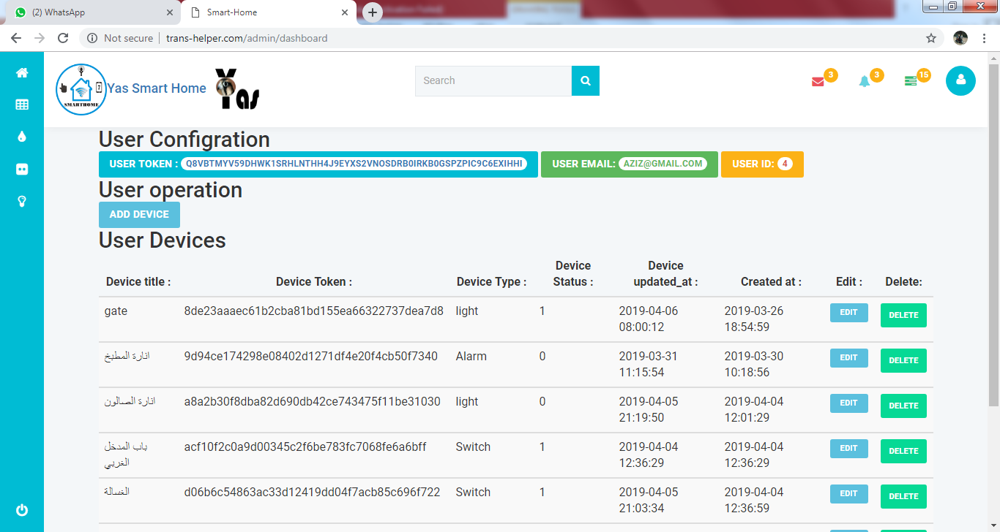 (2) WhatsApp
Smart-Home
Not secure
trans-helper.com/admin/dashboard
SMARTHOME
Yas Smart Home
Yas
Search
3
3
15
User Configration
USER TOKEN : Q8VBTMYV59DHWK1SRHLNTHH4J9EYXS2VNOSDRB0IRKB0GSPZPIC9C6EXIHHI
USER EMAIL: AZIZ@GMAIL.COM
USER ID: 4
User operation
ADD DEVICE
User Devices
Device title :
Device Token :
Device Type :
Device
Status :
Device
updated_at :
Created at :
Edit :
Delete:
gate
8de23aaaec61b2cba81bd155ea66322737dea7d8
light
1
2019-04-06
08:00:12
2019-03-26
18:54:59
EDIT
DELETE
انارة المطبخ
9d94ce174298e08402d1271df4e20f4cb50f7340
Alarm
0
2019-03-31
11:15:54
2019-03-30
10:18:56
EDIT
DELETE
انارة الصالون
a8a2b30f8dba82d690db42ce743475f11be31030
light
0
2019-04-05
21:19:50
2019-04-04
12:01:29
EDIT
DELETE
باب المدخل
الغربي
acf10f2c0a9d00345c2f6be783fc7068fe6a6bff
Switch
1
2019-04-04
12:36:29
2019-04-04
12:36:29
EDIT
DELETE
الغسالة
d06b6c54863ac33d12419dd04f7acb85c696f722
Switch
1
2019-04-05
21:03:34
2019-04-04
12:36:59
EDIT
DELETE